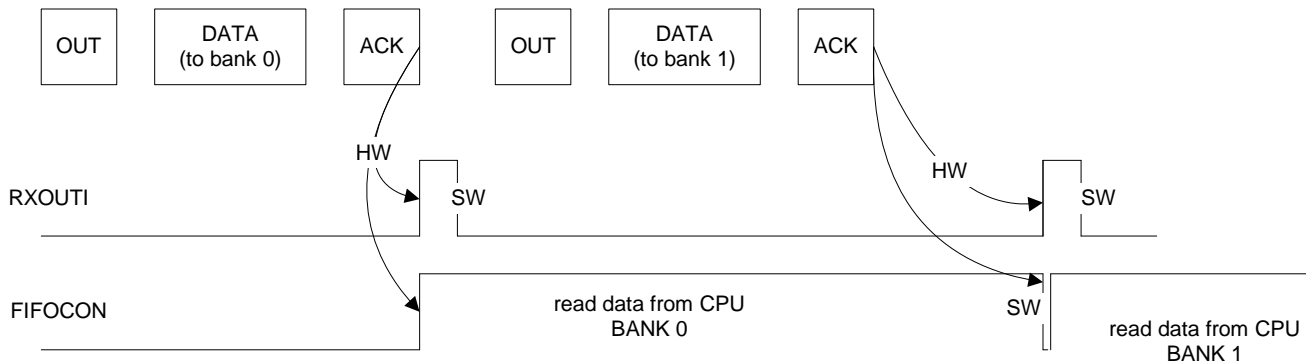 OUT
DATA
(to bank 0)
ACK
OUT
DATA
(to bank 1)
ACK
HW
HW
RXOUTI
SW
SW
FIFOCON
read data from CPU
BANK 0
SW
read data from CPU
BANK 1